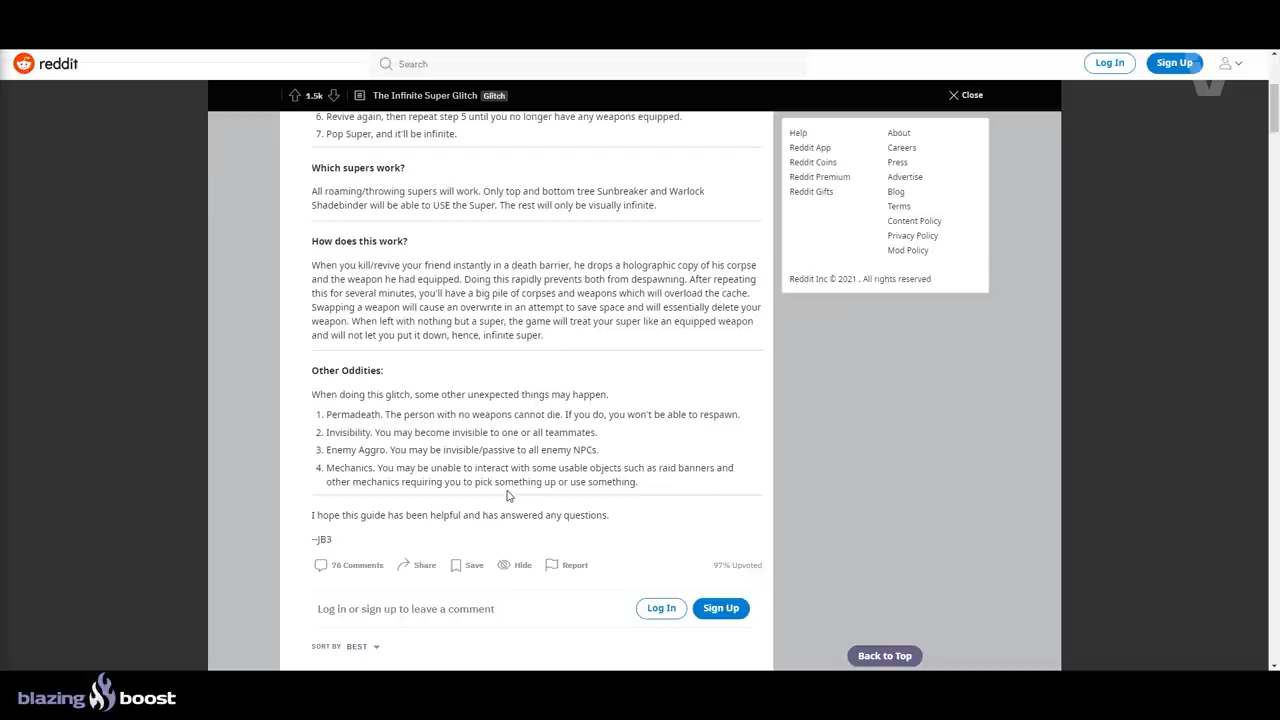 reddit
Search
Log In
Sign Up
1.5k
The Infinite Super Glitch
Glitch
Close
6. Revive again, then repeat step 5 until you no longer have any weapons equipped.
7. Pop Super, and it'll be infinite.
Which supers work?
All roaming/throwing supers will work. Only top and bottom tree Sunbreaker and Warlock
Shadebinder will be able to USE the Super. The rest will only be visually infinite.
How does this work?
When you kill/revive your friend instantly in a death barrier, he drops a holographic copy of his corpse
and the weapon he had equipped. Doing this rapidly prevents both from despawning. After repeating
this for several minutes, you'll have a big pile of corpses and weapons which will overload the cache.
Swapping a weapon will cause an overwrite in an attempt to save space and will essentially delete your
weapon. When left with nothing but a super, the game will treat your super like an equipped weapon
and will not let you put it down, hence, infinite super.
Other Oddities:
When doing this glitch, some other unexpected things may happen.
1. Permadeath. The person with no weapons cannot die. If you do, you won't be able to respawn.
2. Invisibility. You may become invisible to one or all teammates.
3. Enemy Aggro. You may be invisible/passive to all enemy NPCs.
4. Mechanics. You may be unable to interact with some usable objects such as raid banners and
other mechanics requiring you to pick something up or use something.
I hope this guide has been helpful and has answered any questions.
--JB3
76 Comments
Share
Save
Hide
Report
97% Upvoted
Log in or sign up to leave a comment
Log In
Sign Up
SORT BY BEST
Help
About
Reddit App
Careers
Reddit Coins
Press
Reddit Premium
Advertise
Reddit Gifts
Blog
Terms
Content Policy
Privacy Policy
Mod Policy
Reddit Inc © 2021 . All rights reserved
Back to Top
blazing boost